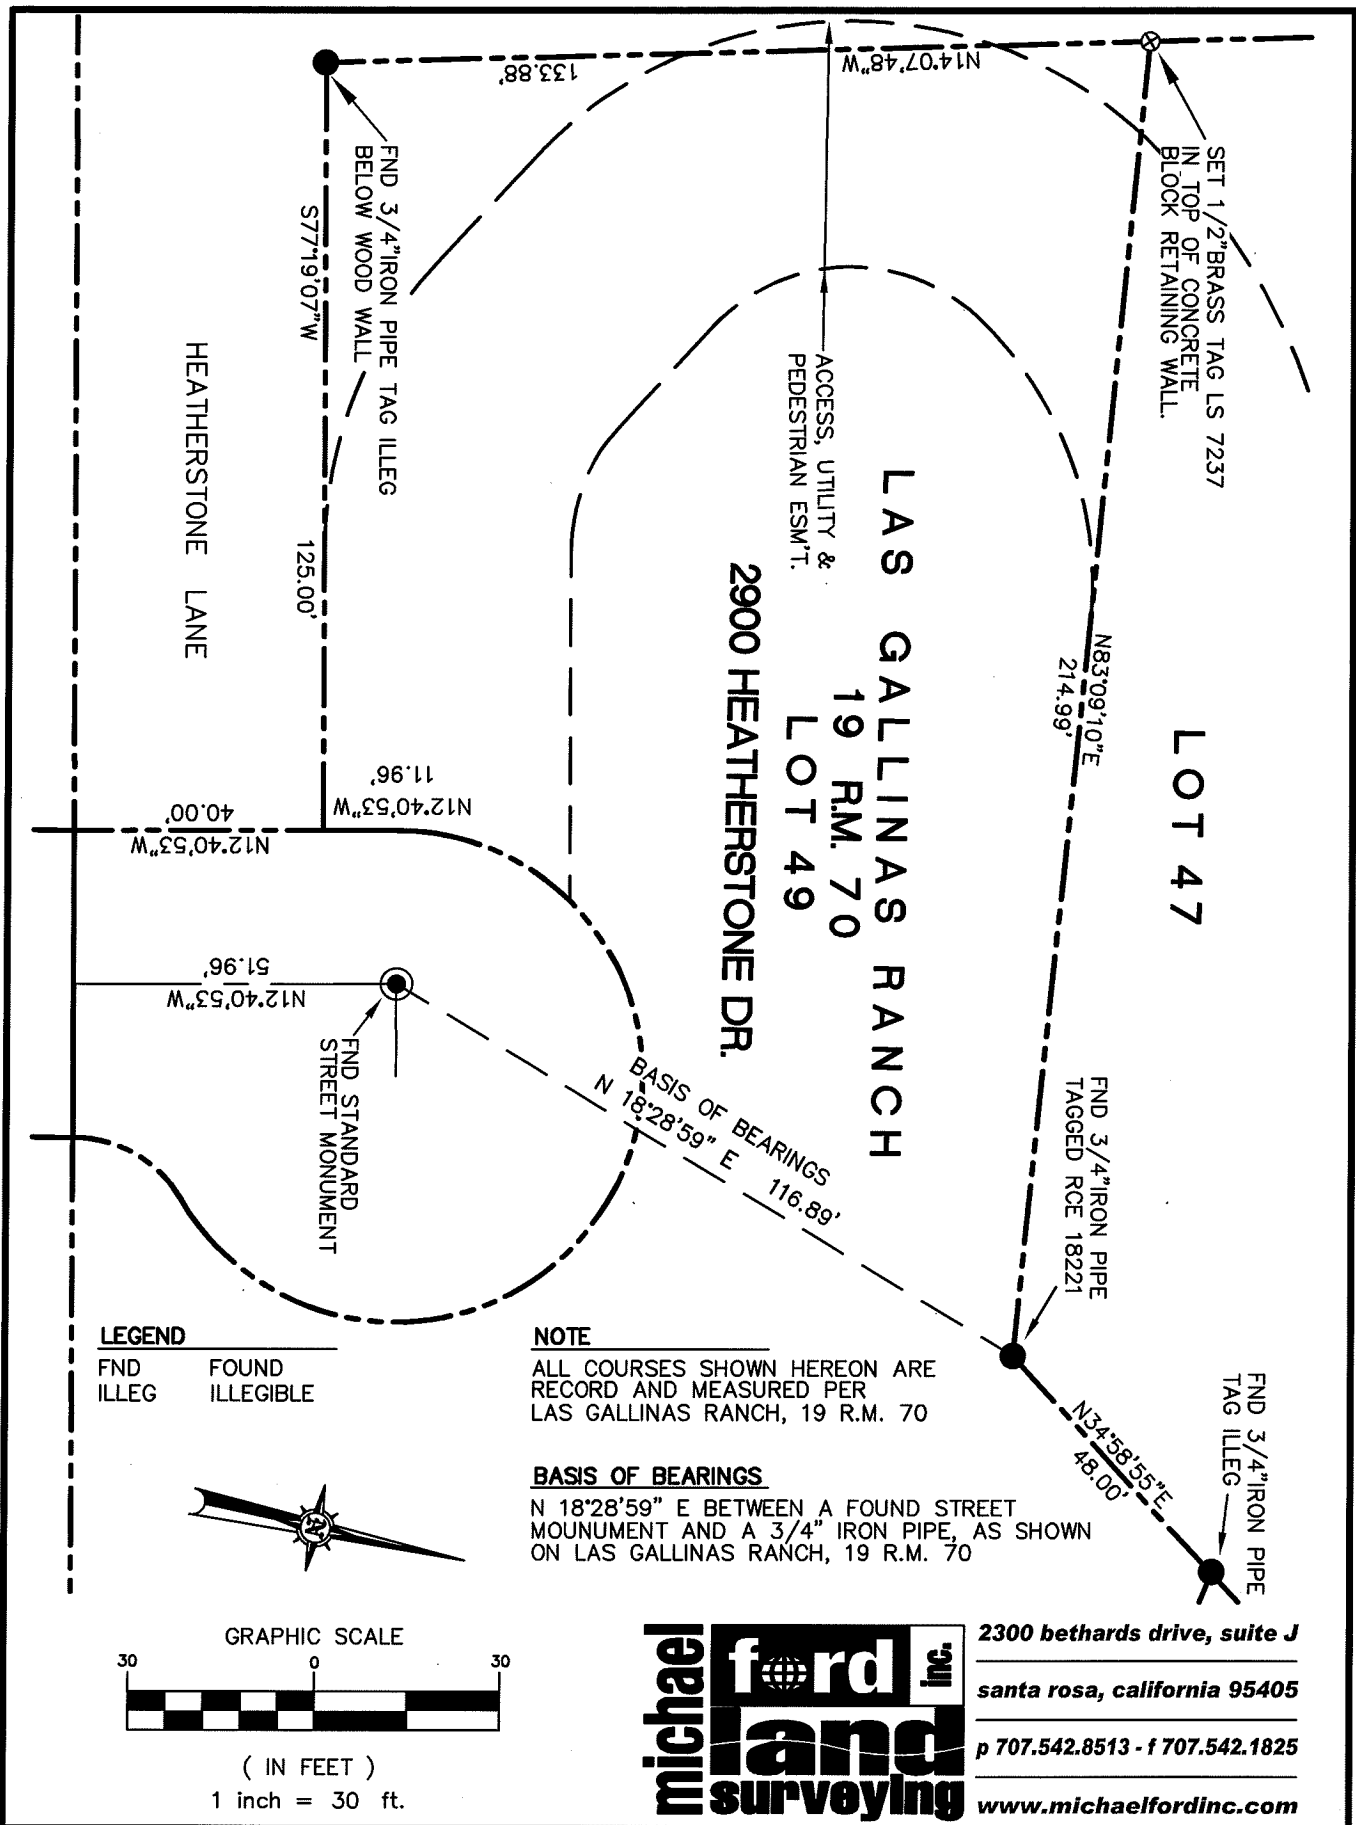 133.88'
N14°07'48"W
SET 1/2"BRASS TAG LS 7237
IN TOP OF CONCRETE
BLOCK RETAINING WALL.
FND 3/4"IRON PIPE TAG ILLEG
BELOW WOOD WALL
S77°19'07"W
125.00'
HEATHERSTONE LANE
ACCESS, UTILITY &
PEDESTRIAN ESM'T.
LAS GALLINAS RANCH
19 R.M. 70
LOT 49
2900 HEATHERSTONE DR.
N83°09'10"E
214.99'
LOT 47
11.96'
N12°40'53"W
40.00'
N12°40'53"W
51.96'
N12°40'53"W
FND STANDARD
STREET MONUMENT
BASIS OF BEARINGS
N 18°28'59" E 116.89'
FND 3/4"IRON PIPE
TAGGED RCE 18221
FND 3/4"IRON PIPE
TAG ILLEG
N34°58'55"E
48.00'
LEGEND
FND FOUND
ILLEG ILLEGIBLE
NOTE
ALL COURSES SHOWN HEREON ARE
RECORD AND MEASURED PER
LAS GALLINAS RANCH, 19 R.M. 70
BASIS OF BEARINGS
N 18°28'59" E BETWEEN A FOUND STREET
MOUNUMENT AND A 3/4" IRON PIPE, AS SHOWN
ON LAS GALLINAS RANCH, 19 R.M. 70
N
GRAPHIC SCALE
30 0 30
( IN FEET )
1 inch = 30 ft.
michael
ford inc.
land
surveying
2300 bethards drive, suite J
santa rosa, california 95405
p 707.542.8513 - f 707.542.1825
www.michaelfordinc.com